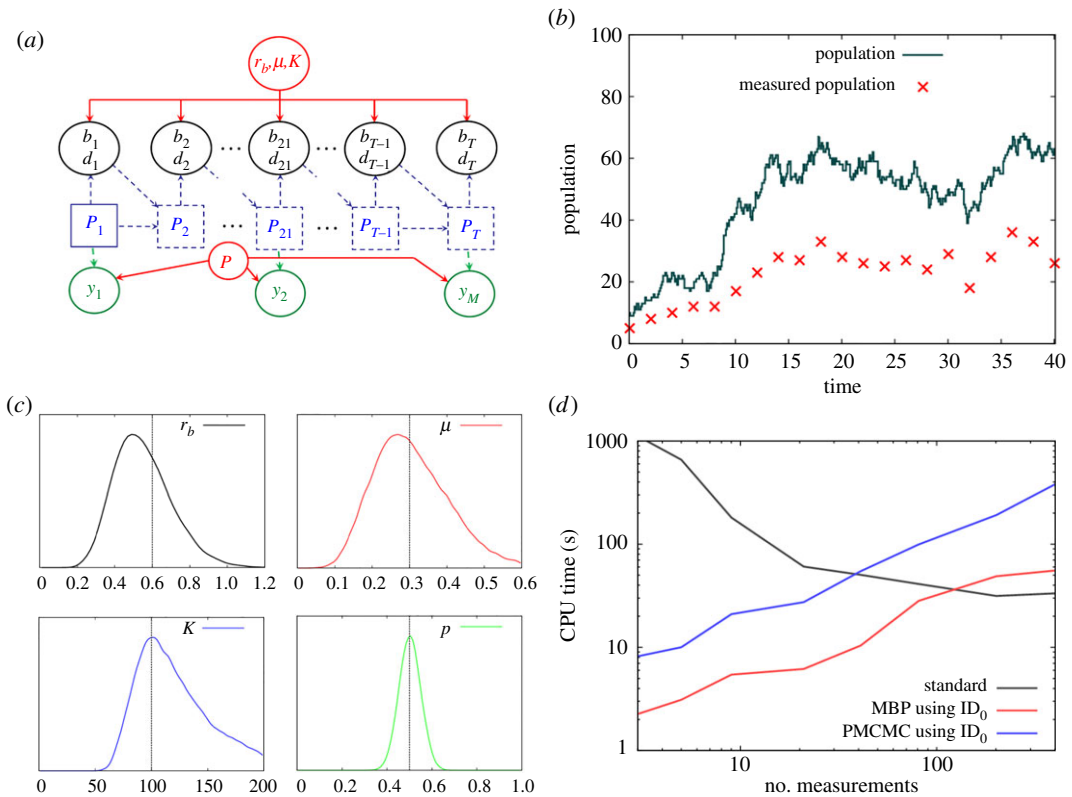 (a)
r_b,μ,K
b_1 b_2 ... b_21 ... b_T–1 b_T
d_1 d_2 d_21 d_T–1 d_T
P_1 P_2 ... P_21 ... P_T–1 P_T
P
y_1 y_2 y_M
(b)
100
80
60
40
20
0
population
population
measured population
0 5 10 15 20 25 30 35 40
time
(c)
r_b
0 0.2 0.4 0.6 0.8 1.0 1.2
μ
0 0.1 0.2 0.3 0.4 0.5 0.6
K
0 50 100 150 200
p
0 0.2 0.4 0.6 0.8 1.0
(d)
1000
100
10
1
CPU time (s)
standard
MBP using ID_0
PMCMC using ID_0
10 100
no. measurements